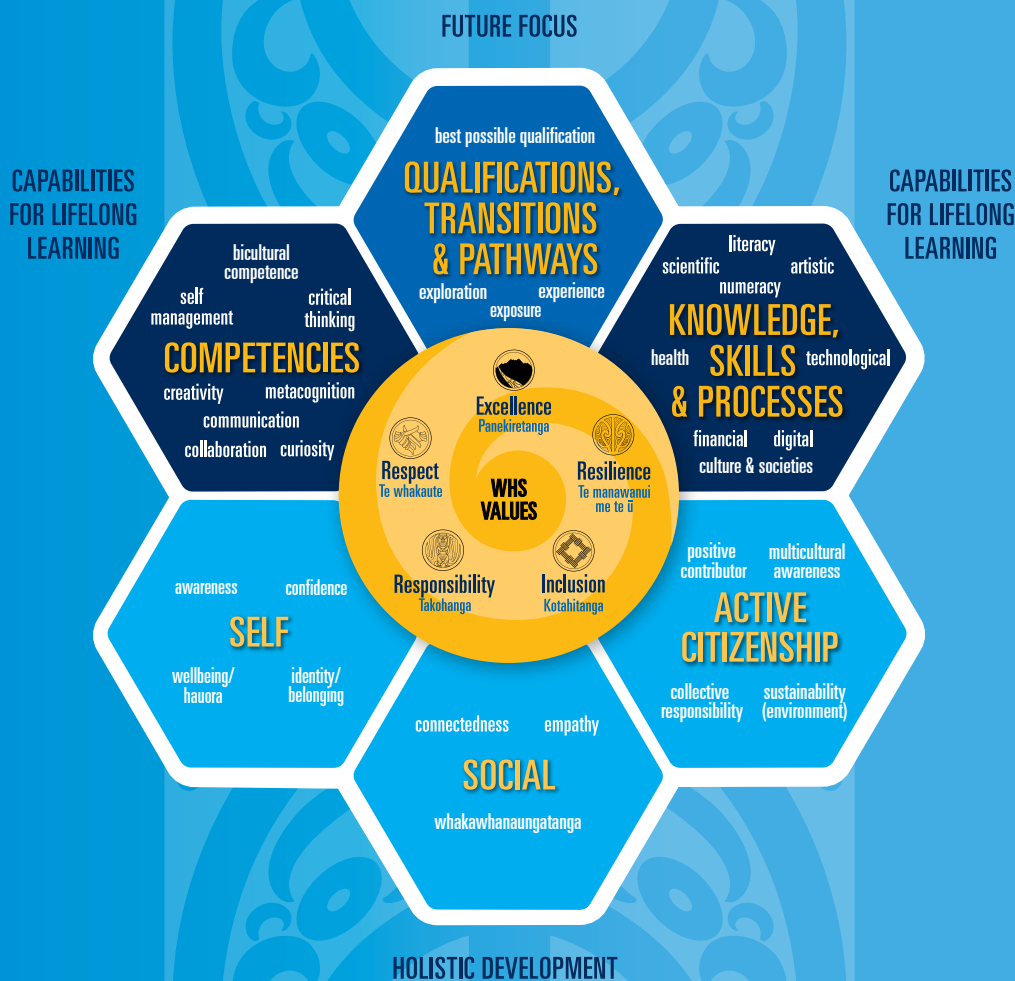 FUTURE FOCUS
CAPABILITIES
FOR LIFELONG
LEARNING
CAPABILITIES
FOR LIFELONG
LEARNING
best possible qualification
QUALIFICATIONS,
TRANSITIONS
& PATHWAYS
exploration
experience
exposure
bicultural
competence
self
management
critical
thinking
COMPETENCIES
creativity
metacognition
communication
collaboration
curiosity
literacy
scientific
artistic
numeracy
KNOWLEDGE,
health
SKILLS
technological
& PROCESSES
financial
digital
culture & societies
Excellence
Panekiretanga
Respect
Te whakaute
Resilience
Te manawanui
me te ū
WHS
VALUES
Responsibility
Takohanga
Inclusion
Kotahitanga
awareness
confidence
SELF
wellbeing/
hauora
identity/
belonging
positive
contributor
multicultural
awareness
ACTIVE
CITIZENSHIP
collective
responsibility
sustainability
(environment)
connectedness
empathy
SOCIAL
whakawhanaungatanga
HOLISTIC DEVELOPMENT